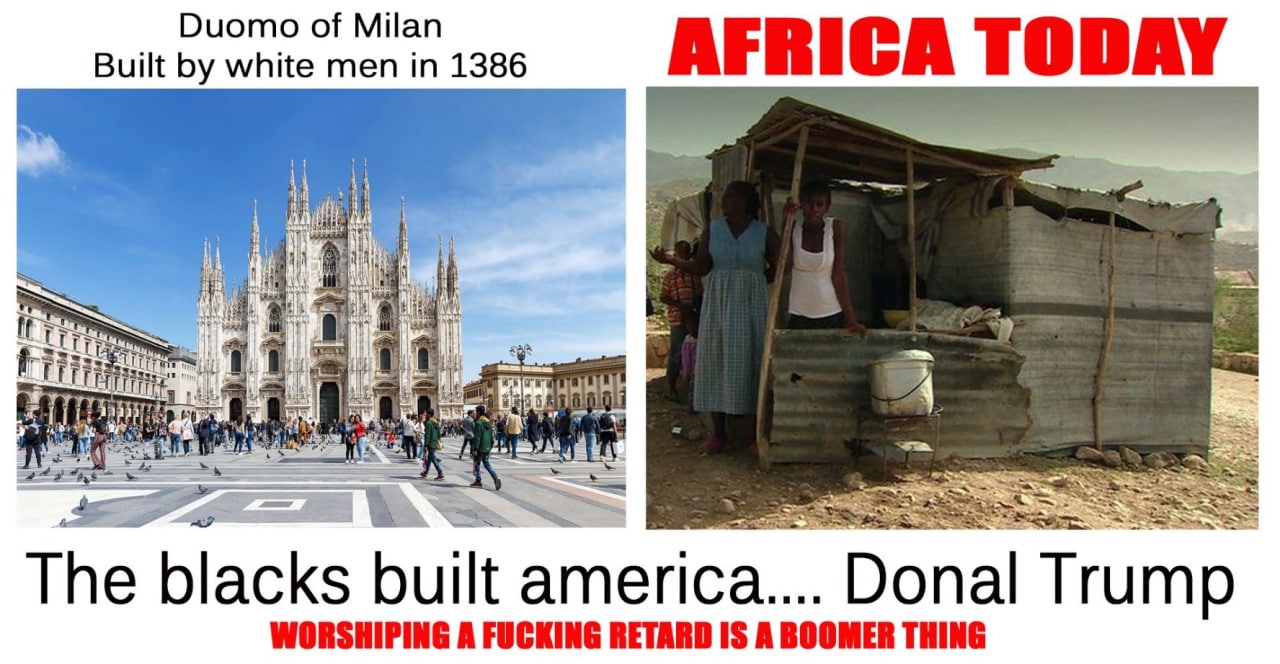 Duomo of Milan
Built by white men in 1386
AFRICA TODAY
The blacks built america.... Donal Trump
WORSHIPING A FUCKING RETARD IS A BOOMER THING